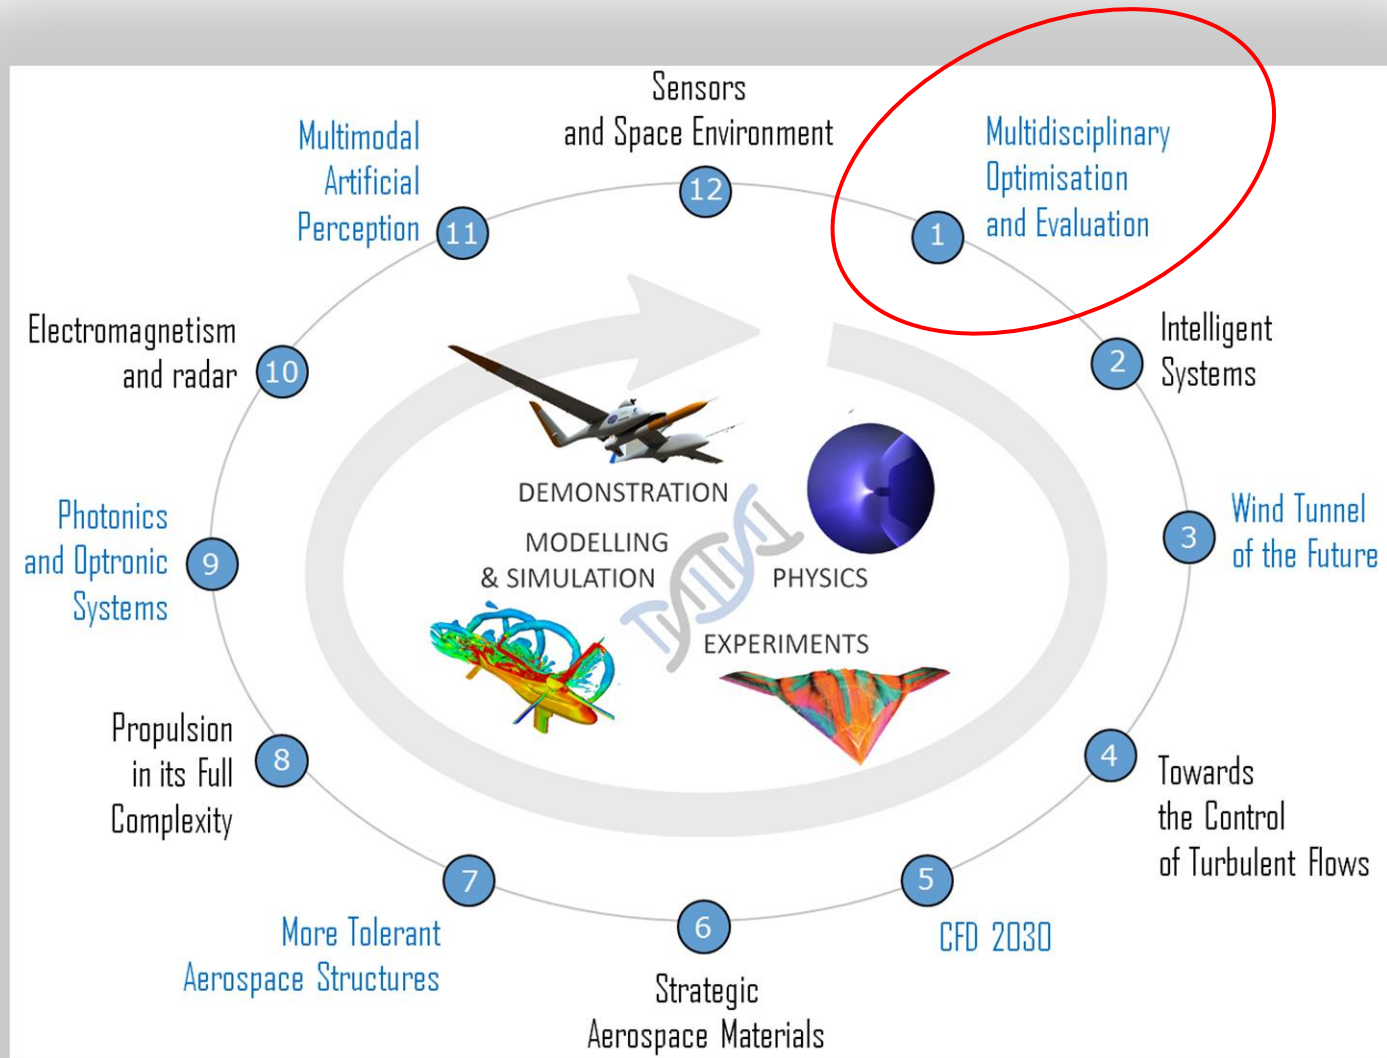 Sensors
and Space Environment
12
Multidisciplinary
Optimisation
and Evaluation
1
Intelligent
Systems
2
Wind Tunnel
of the Future
3
Towards
the Control
of Turbulent Flows
4
CFD 2030
5
Strategic
Aerospace Materials
6
More Tolerant
Aerospace Structures
7
Propulsion
in its Full
Complexity
8
Photonics
and Optronic
Systems
9
Electromagnetism
and radar
10
Multimodal
Artificial
Perception
11
DEMONSTRATION
MODELLING
& SIMULATION
PHYSICS
EXPERIMENTS